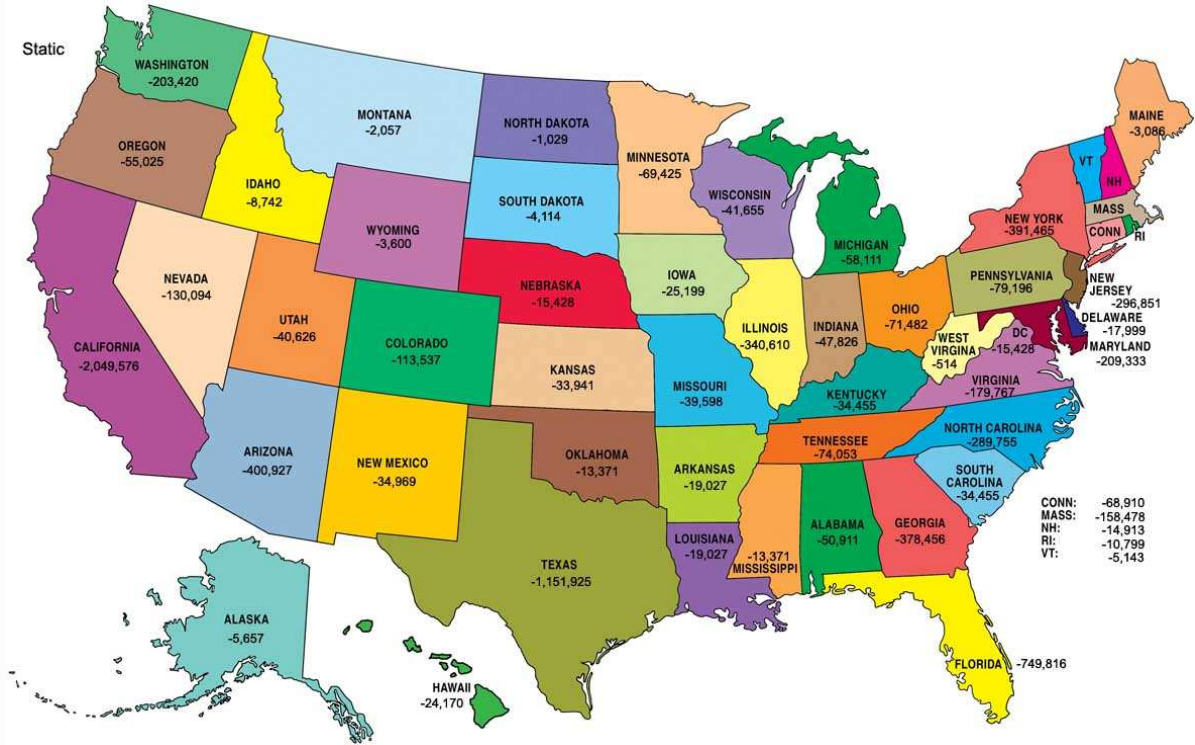 Static
WASHINGTON
-203,420
OREGON
-55,025
CALIFORNIA
-2,049,576
NEVADA
-130,094
IDAHO
-8,742
MONTANA
-2,057
WYOMING
-3,600
UTAH
-40,626
COLORADO
-113,537
ARIZONA
-400,927
NEW MEXICO
-34,969
NORTH DAKOTA
-1,029
SOUTH DAKOTA
-4,114
NEBRASKA
-15,428
KANSAS
-33,941
OKLAHOMA
-13,371
TEXAS
-1,151,925
MINNESOTA
-69,425
IOWA
-25,199
MISSOURI
-39,598
ARKANSAS
-19,027
LOUISIANA
-19,027
WISCONSIN
-41,655
ILLINOIS
-340,610
MICHIGAN
-58,111
INDIANA
-47,826
OHIO
-71,482
KENTUCKY
-34,455
TENNESSEE
-74,053
-13,371
MISSISSIPPI
ALABAMA
-50,911
GEORGIA
-378,456
FLORIDA
-749,816
SOUTH
CAROLINA
-34,455
NORTH CAROLINA
-289,755
VIRGINIA
-179,767
WEST
VIRGINA
-514
DC
-15,428
PENNSYLVANIA
-79,196
NEW YORK
-391,465
VT
NH
MAINE
-3,086
MASS
CONN
RI
NEW
JERSEY
-296,851
DELAWARE
-17,999
MARYLAND
-209,333
CONN: -68,910
MASS: -158,478
NH: -14,913
RI: -10,799
VT: -5,143
ALASKA
-5,657
HAWAII
-24,170